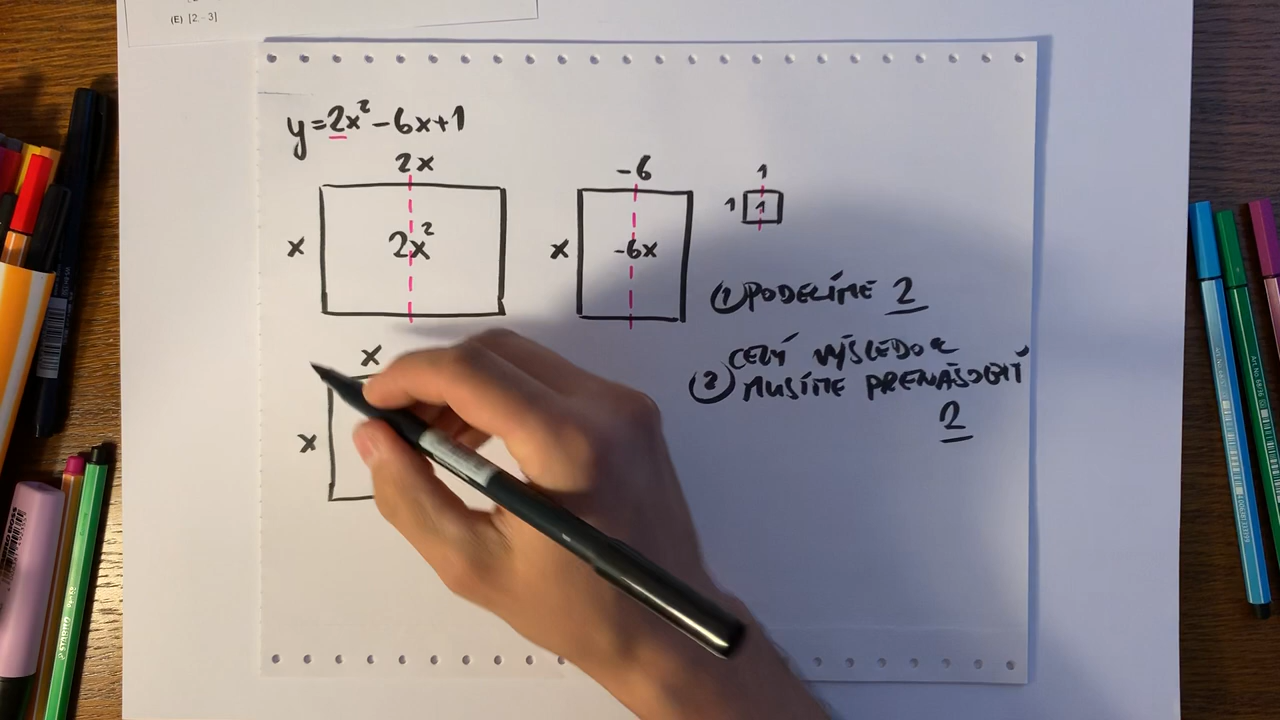 (E) |2 - 3|
y=2x²-6x+1
2x
-6
1
x
2x²
x
-6x
1
1
① PODELÍME 2
CELÝ VÝSLEDOK
② MUSÍME PRENÁSOBIŤ
2
x
x